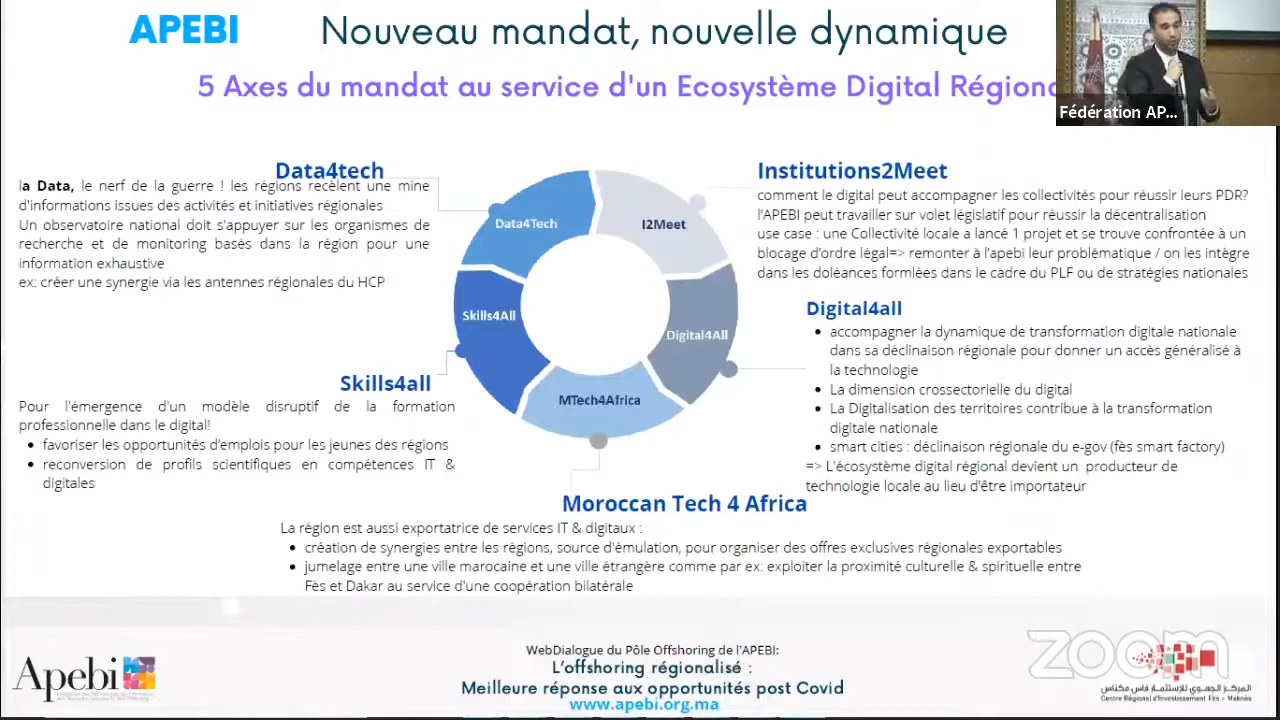 APEBI
Nouveau mandat, nouvelle dynamique
5 Axes du mandat au service d'un Ecosystème Digital Régiona
Fédération AP...
Data4tech
la Data, le nerf de la guerre ! les régions recèlent une mine
d'informations issues des activités et initiatives régionales
Un observatoire national doit s'appuyer sur les organismes de
recherche et de monitoring basés dans la région pour une
information exhaustive
ex: créer une synergie via les antennes régionales du HCP
Institutions2Meet
comment le digital peut accompagner les collectivités pour réussir leurs PDR?
l'APEBI peut travailler sur volet législatif pour réussir la décentralisation
use case : une Collectivité locale a lancé 1 projet et se trouve confrontée à un
blocage d'ordre légal=> remonter à l'apebi leur problématique / on les intègre
dans les doléances formlées dans le cadre du PLF ou de stratégies nationales
Data4Tech
I2Meet
Skills4All
Digital4All
MTech4Africa
Digital4all
• accompagner la dynamique de transformation digitale nationale
dans sa déclinaison régionale pour donner un accès généralisé à
la technologie
• La dimension crossectorielle du digital
• La Digitalisation des territoires contribue à la transformation
digitale nationale
• smart cities : déclinaison régionale du e-gov (fès smart factory)
=> L'écosystème digital régional devient un producteur de
technologie locale au lieu d'être importateur
Skills4all
Pour l'émergence d'un modèle disruptif de la formation
professionnelle dans le digital!
• favoriser les opportunités d'emplois pour les jeunes des régions
• reconversion de profils scientifiques en compétences IT &
digitales
Moroccan Tech 4 Africa
La région est aussi exportatrice de services IT & digitaux :
• création de synergies entre les régions, source d'émulation, pour organiser des offres exclusives régionales exportables
• jumelage entre une ville marocaine et une ville étrangère comme par ex: exploiter la proximité culturelle & spirituelle entre
Fès et Dakar au service d'une coopération bilatérale
Apebi
WebDialogue du Pôle Offshoring de l'APEBI:
L'offshoring régionalisé :
Meilleure réponse aux opportunités post Covid
www.apebi.org.ma
zoom
المركز الجهوي للإستثمار فاس مكناس
Centre Régional d'Investissement Fès - Meknès